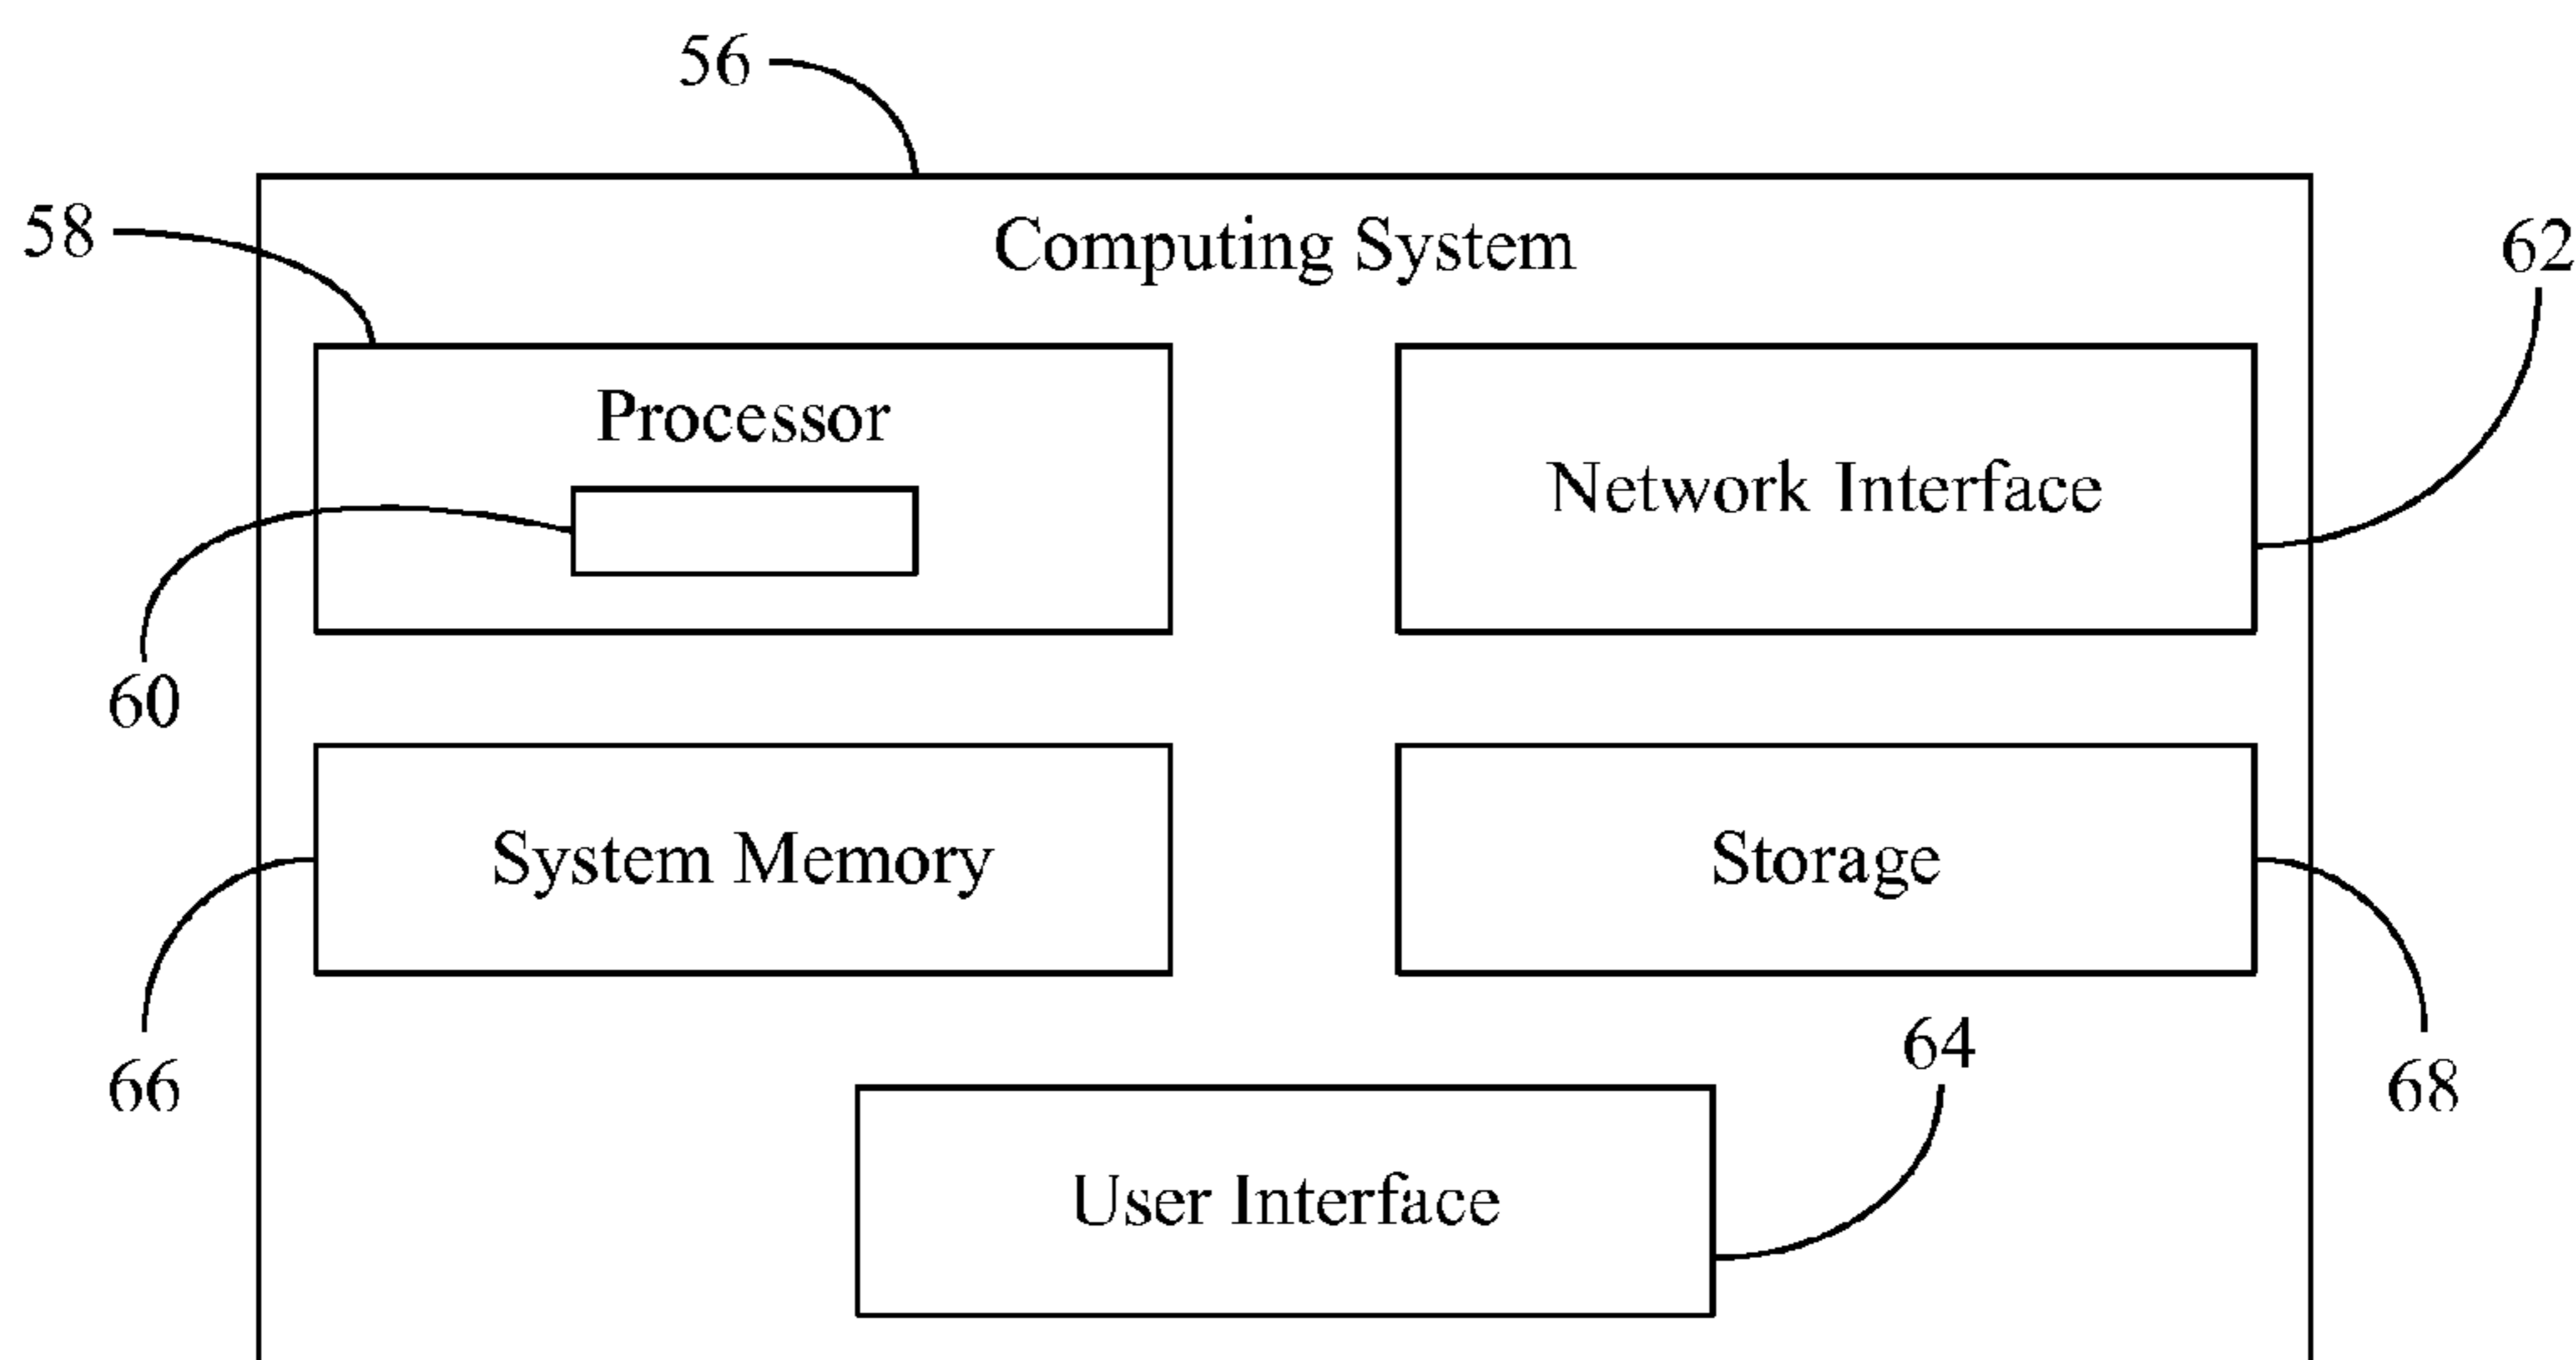 56
58
Computing System
62
Processor
Network Interface
60
System Memory
Storage
64
66
68
User Interface